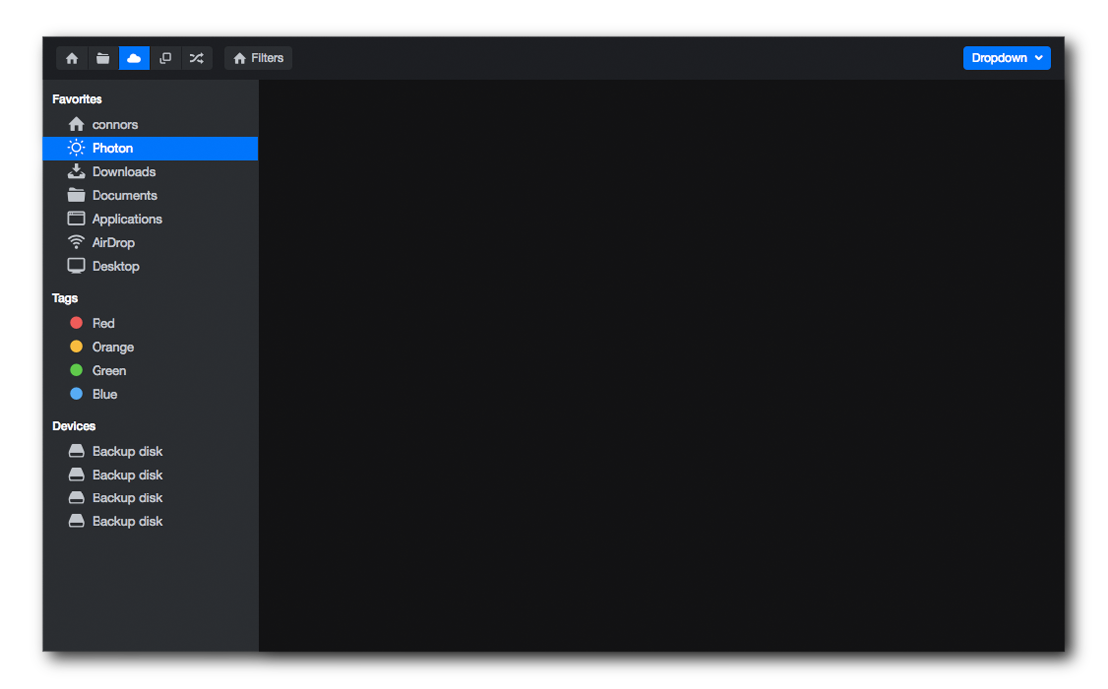 Filters
Dropdown
Favorites
connors
Photon
Downloads
Documents
Applications
AirDrop
Desktop
Tags
Red
Orange
Green
Blue
Devices
Backup disk
Backup disk
Backup disk
Backup disk